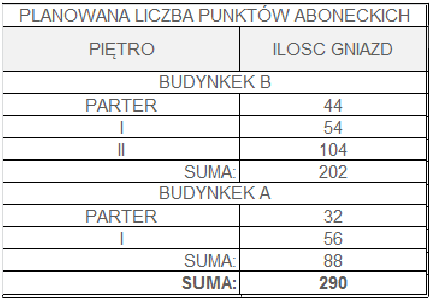 PLANOWANA LICZBA PUNKTÓW ABONECKICH
PIĘTRO ILOSC GNIAZD
BUDYNKEK B
PARTER 44
I 54
II 104
SUMA: 202
BUDYNKEK A
PARTER 32
I 56
SUMA: 88
SUMA: 290